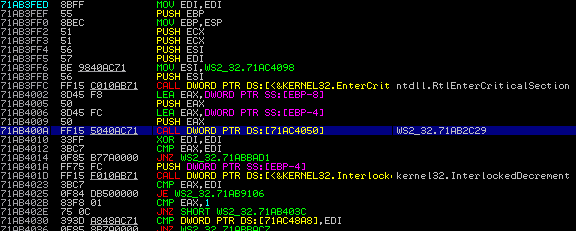 71AB3FED 8BFF MOV EDI,EDI
71AB3FEF 55 PUSH EBP
71AB3FF0 8BEC MOV EBP,ESP
71AB3FF2 51 PUSH ECX
71AB3FF3 51 PUSH ECX
71AB3FF4 56 PUSH ESI
71AB3FF5 57 PUSH EDI
71AB3FF6 BE 9840AC71 MOV ESI,WS2_32.71AC4098
71AB3FFB 56 PUSH ESI
71AB3FFC FF15 C010AB71 CALL DWORD PTR DS:[<&KERNEL32.EnterCrit ntdll.RtlEnterCriticalSection
71AB4002 8D45 F8 LEA EAX,DWORD PTR SS:[EBP-8]
71AB4005 50 PUSH EAX
71AB4006 8D45 FC LEA EAX,DWORD PTR SS:[EBP-4]
71AB4009 50 PUSH EAX
71AB400A FF15 5040AC71 CALL DWORD PTR DS:[71AC4050] WS2_32.71AB2C29
71AB4010 33FF XOR EDI,EDI
71AB4012 3BC7 CMP EAX,EDI
71AB4014 0F85 B77A0000 JNZ WS2_32.71ABBAD1
71AB401A FF75 FC PUSH DWORD PTR SS:[EBP-4]
71AB401D FF15 F010AB71 CALL DWORD PTR DS:[<&KERNEL32.Interlock kernel32.InterlockedDecrement
71AB4023 3BC7 CMP EAX,EDI
71AB4025 0F84 DB500000 JE WS2_32.71AB9106
71AB402B 83F8 01 CMP EAX,1
71AB402E 75 0C JNZ SHORT WS2_32.71AB403C
71AB4030 393D A848AC71 CMP DWORD PTR DS:[71AC48A8],EDI
71AB4036 0F85 8B7A0000 JNZ WS2_32.71ABBAC7